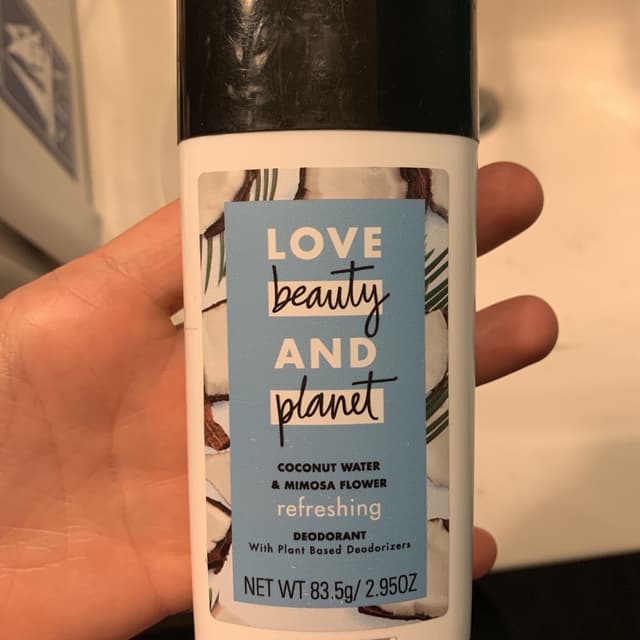 LOVE
beauty
AND
planet
COCONUT WATER
& MIMOSA FLOWER
refreshing
DEODORANT
With Plant Based Deodorizers
NET WT 83.5g/ 2.95OZ